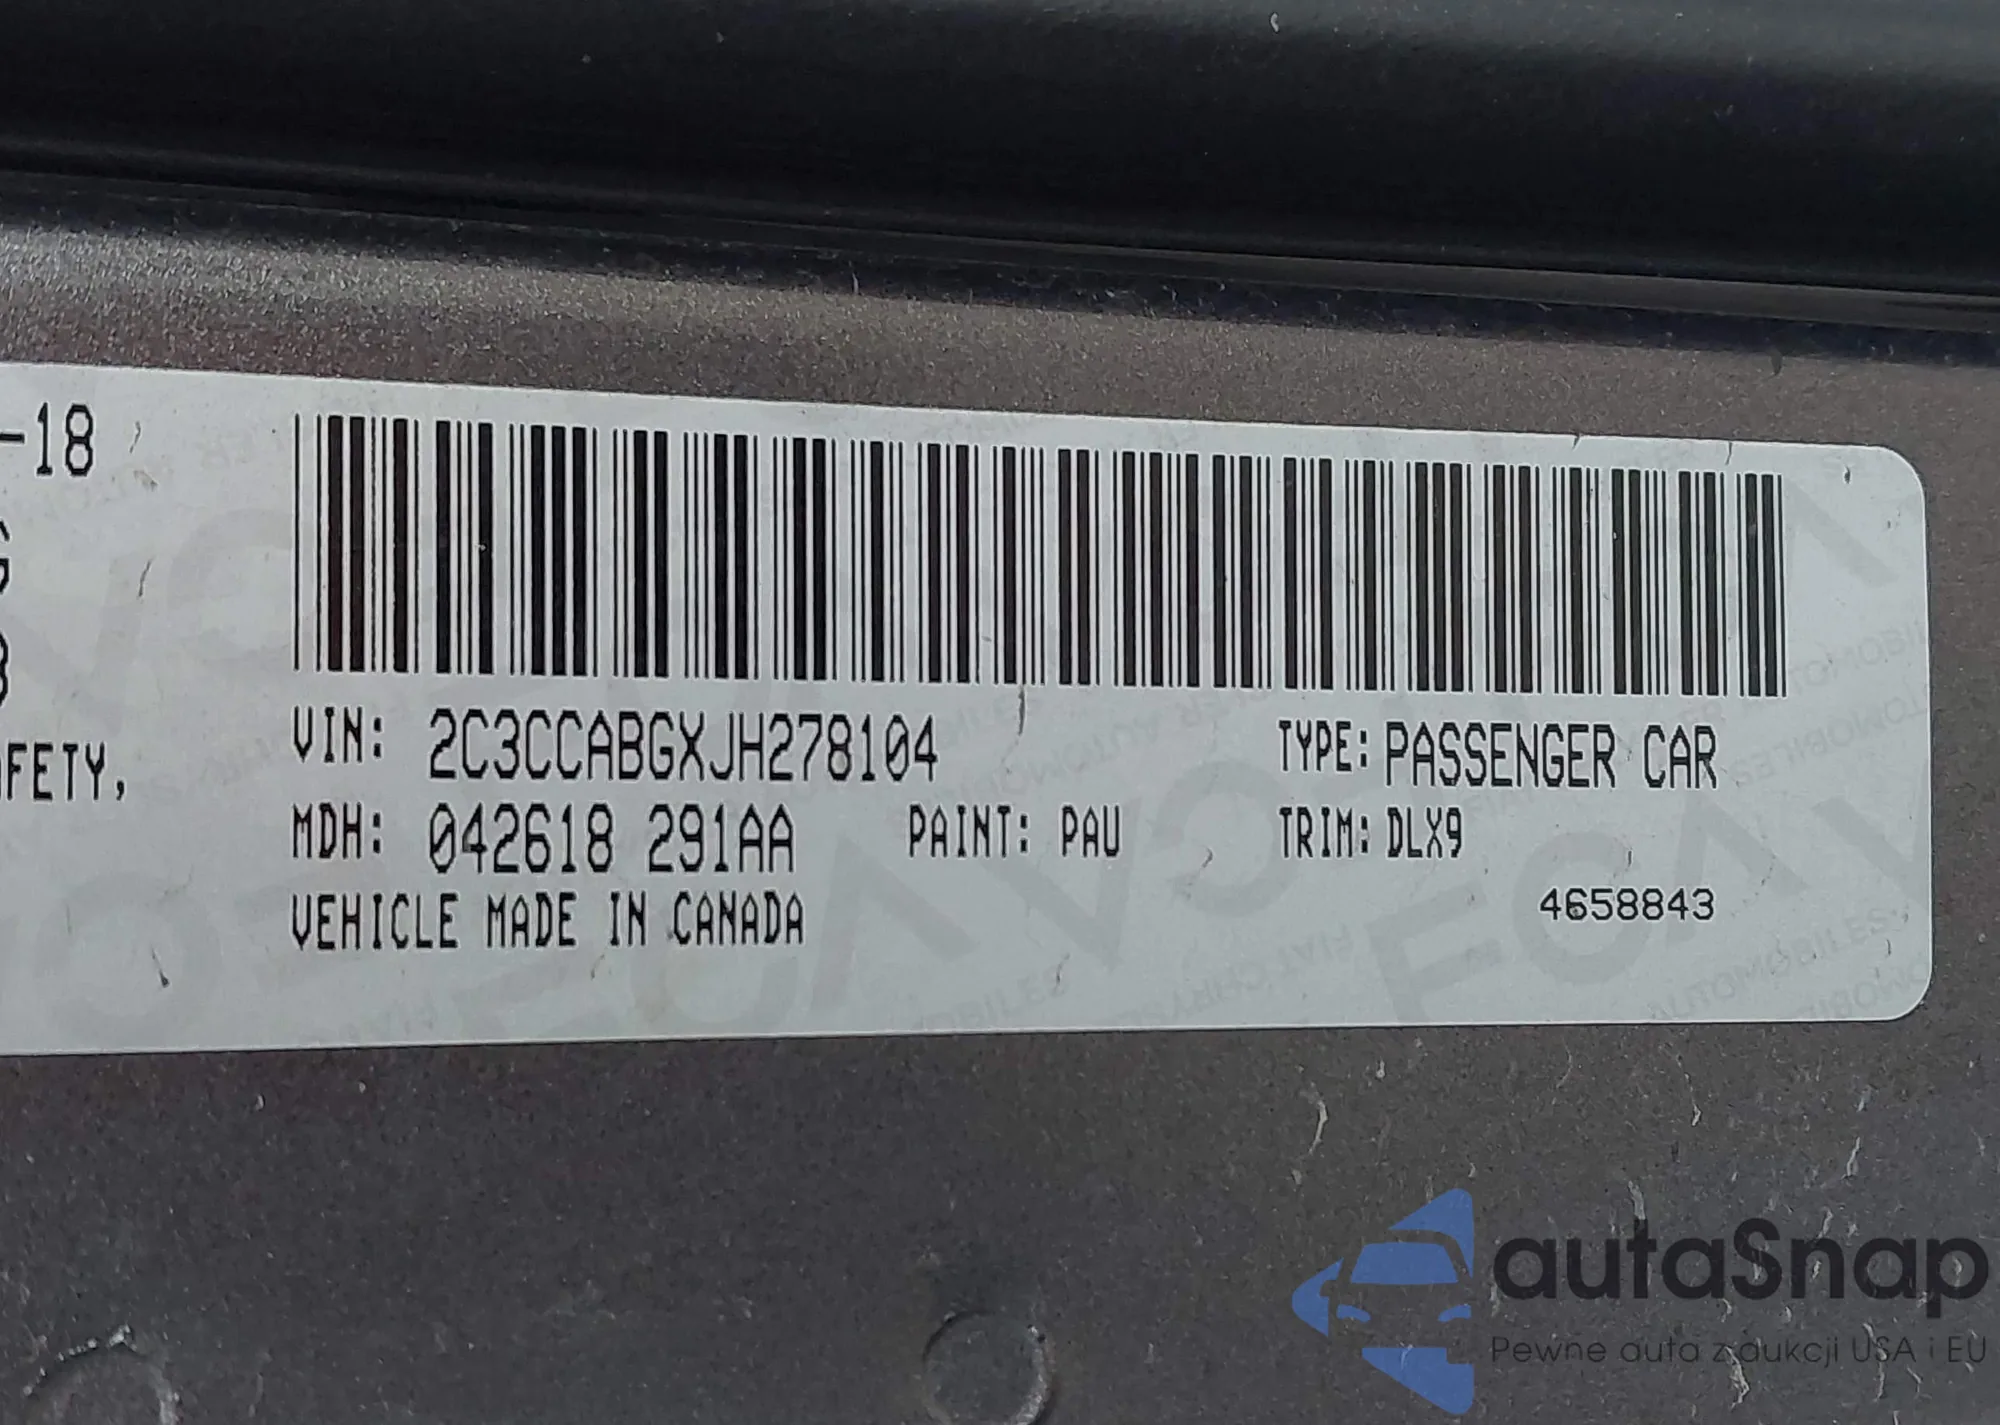 -18
FETY,
VIN: 2C3CCABGXJH278104
TYPE: PASSENGER CAR
MDH: 042618 291AA
PAINT: PAU
TRIM: DLX9
VEHICLE MADE IN CANADA
4658843
autaSnap
Pewne auta z aukcji USA i EU